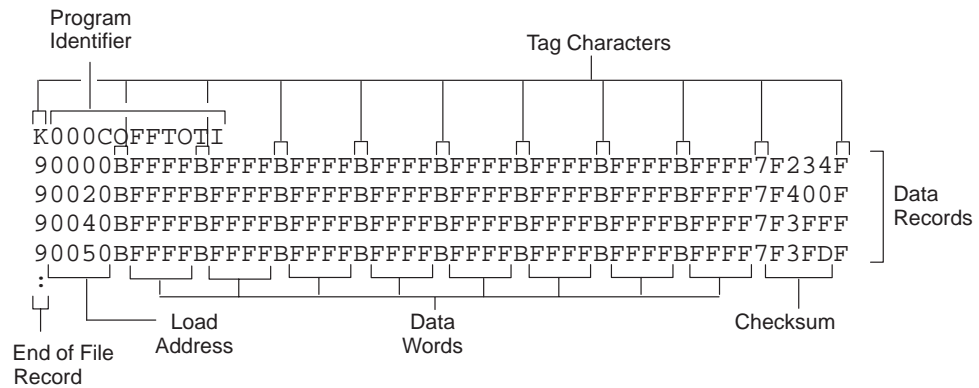 Program
Identifier
Tag Characters
K000COFFTOTI
90000BFFFFBFFFFBFFFFBFFFFBFFFFBFFFFBFFFFBFFFF7F234F
90020BFFFFBFFFFBFFFFBFFFFBFFFFBFFFFBFFFFBFFFF7F400F
90040BFFFFBFFFFBFFFFBFFFFBFFFFBFFFFBFFFFBFFFF7F3FFF
90050BFFFFBFFFFBFFFFBFFFFBFFFFBFFFFBFFFFBFFFF7F3FDF
:
Data
Records
Load
Address
Data
Words
Checksum
End of File
Record